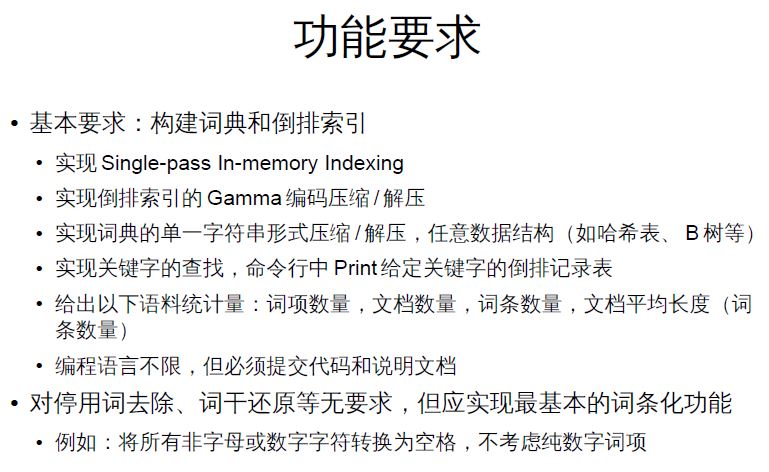 功能要求
• 基本要求：构建词典和倒排索引
• 实现 Single-pass In-memory Indexing
• 实现倒排索引的 Gamma 编码压缩 / 解压
• 实现词典的单一字符串形式压缩 / 解压，任意数据结构（如哈希表、 B 树等）
• 实现关键字的查找，命令行中 Print 给定关键字的倒排记录表
• 给出以下语料统计量：词项数量，文档数量，词条数量，文档平均长度（词
条数量）
• 编程语言不限，但必须提交代码和说明文档
• 对停用词去除、词干还原等无要求，但应实现最基本的词条化功能
• 例如：将所有非字母或数字字符转换为空格，不考虑纯数字词项